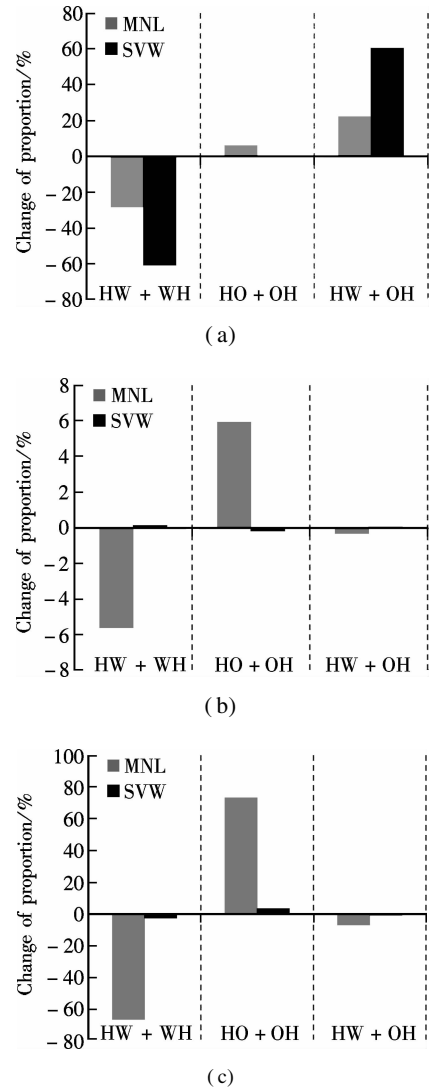 80
60
40
20
0
-20
-40
-60
-80
Change of proportion/%
MNL
SVW
HW + WH
HO + OH
HW + OH
(a)
8
6
4
2
0
-2
-4
-6
-8
Change of proportion/%
MNL
SVW
HW + WH
HO + OH
HW + OH
(b)
100
80
60
40
20
0
-20
-40
-60
-80
Change of proportion/%
MNL
SVW
HW + WH
HO + OH
HW + OH
(c)